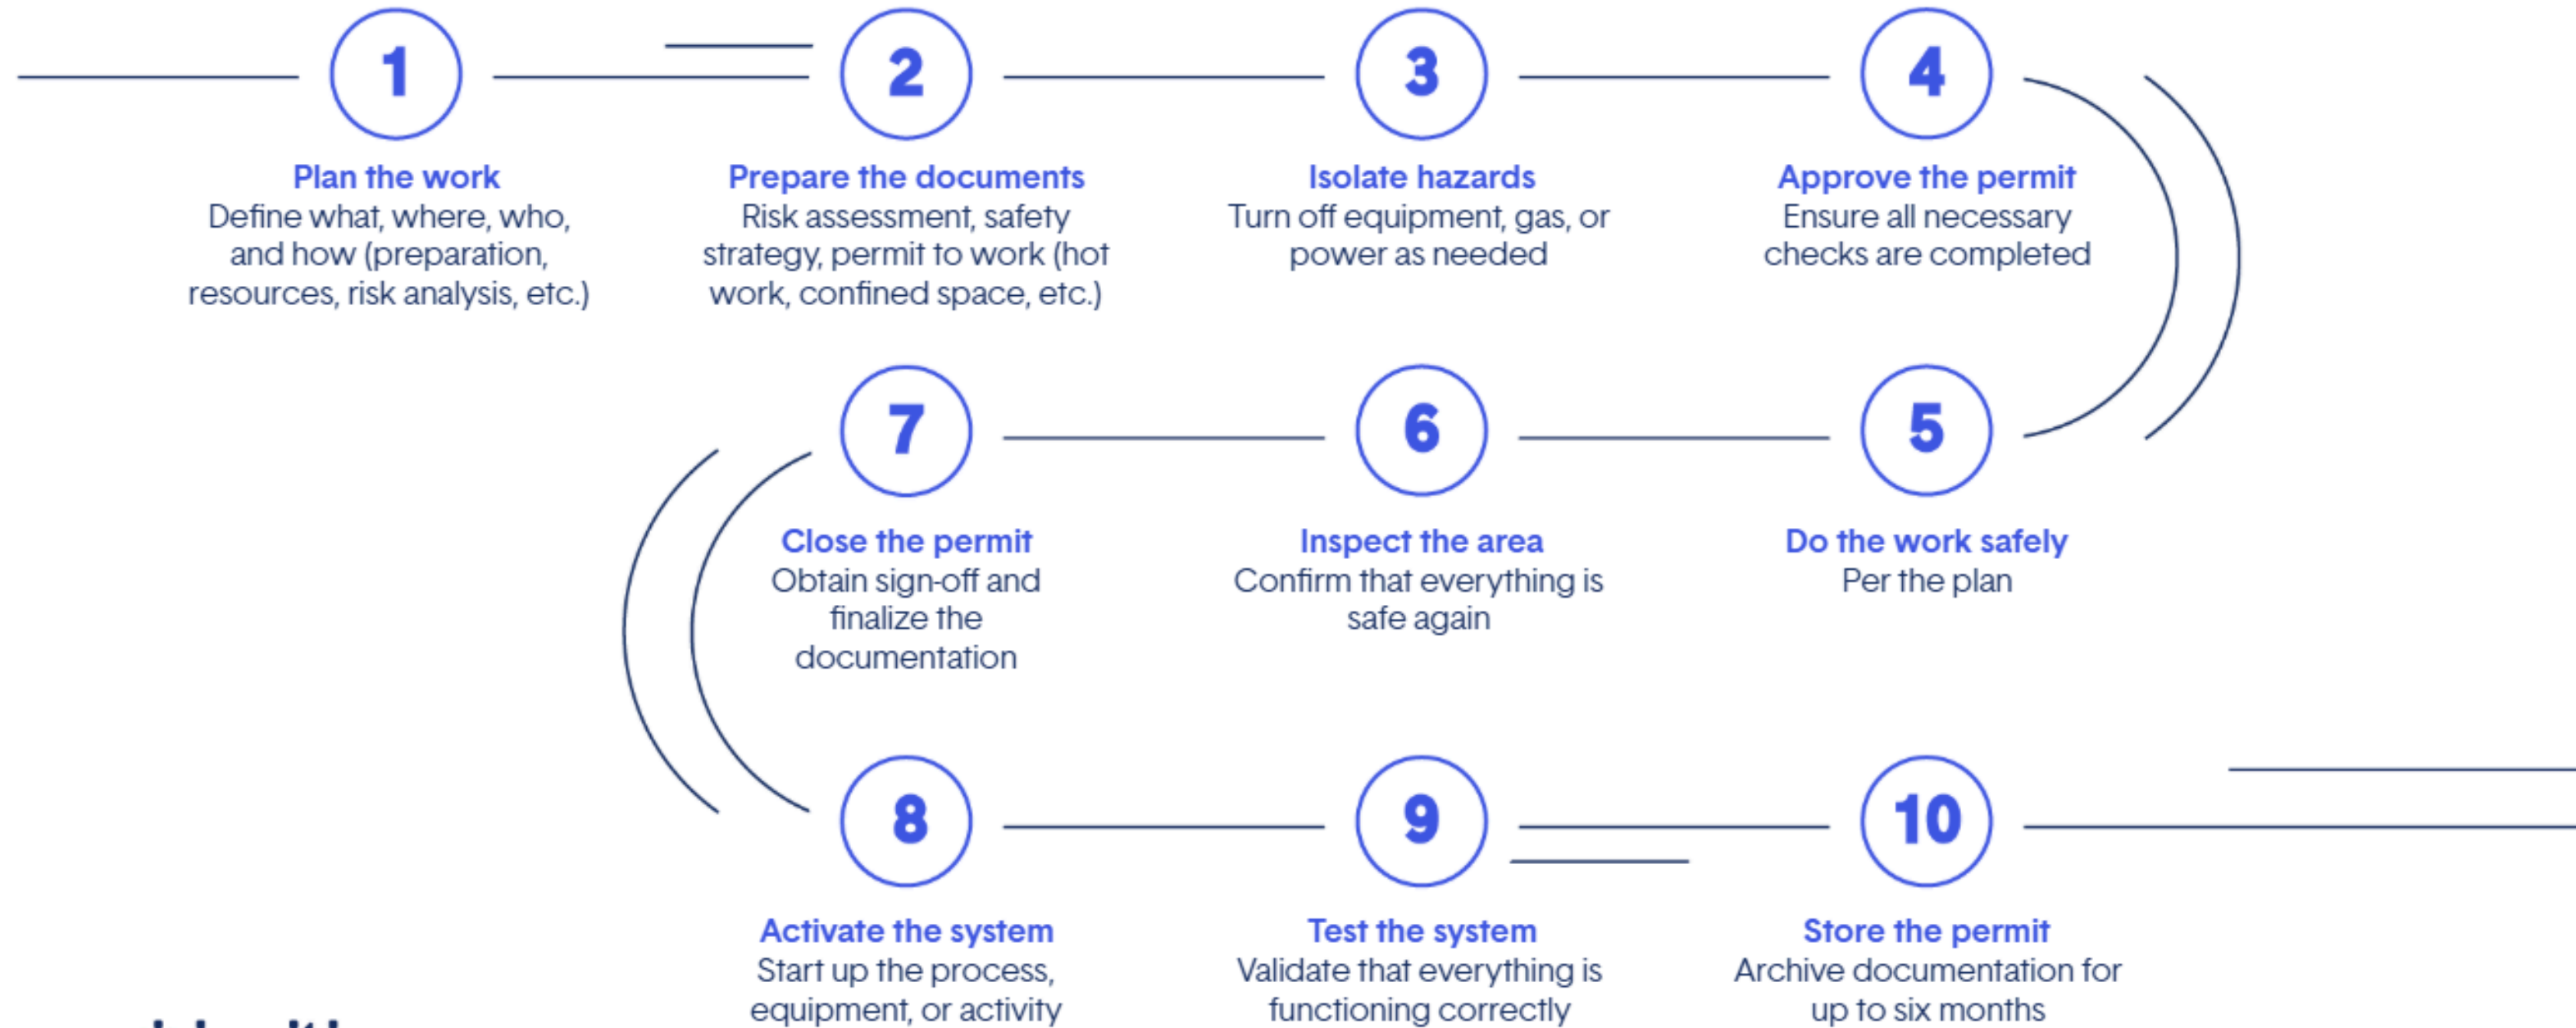 1
Plan the work
Define what, where, who,
and how (preparation,
resources, risk analysis, etc.)
2
Prepare the documents
Risk assessment, safety
strategy, permit to work (hot
work, confined space, etc.)
3
Isolate hazards
Turn off equipment, gas, or
power as needed
4
Approve the permit
Ensure all necessary
checks are completed
5
Do the work safely
Per the plan
6
Inspect the area
Confirm that everything is
safe again
7
Close the permit
Obtain sign-off and
finalize the
documentation
8
Activate the system
Start up the process,
equipment, or activity
9
Test the system
Validate that everything is
functioning correctly
10
Store the permit
Archive documentation for
up to six months